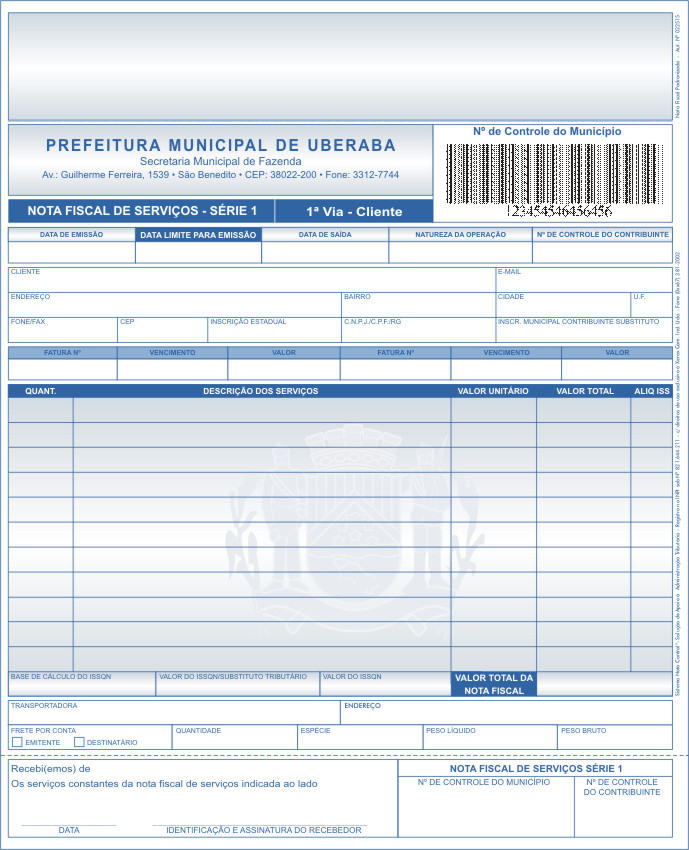 PREFEITURA MUNICIPAL DE UBERABA
Secretaria Municipal de Fazenda
Av.: Guilherme Ferreira, 1539 • São Benedito • CEP: 38022-200 • Fone: 3312-7744
NOTA FISCAL DE SERVIÇOS - SÉRIE 1
1ª Via - Cliente
Nº de Controle do Município
123454546456456
DATA DE EMISSÃO
DATA LIMITE PARA EMISSÃO
DATA DE SAÍDA
NATUREZA DA OPERAÇÃO
Nº DE CONTROLE DO CONTRIBUINTE
CLIENTE
E-MAIL
ENDEREÇO
BAIRRO
CIDADE
U.F.
FONE/FAX
CEP
INSCRIÇÃO ESTADUAL
C.N.P.J./C.P.F./RG
INSCR. MUNICIPAL CONTRIBUINTE SUBSTITUTO
FATURA Nº
VENCIMENTO
VALOR
FATURA Nº
VENCIMENTO
VALOR
QUANT.
DESCRIÇÃO DOS SERVIÇOS
VALOR UNITÁRIO
VALOR TOTAL
ALIQ ISS
BASE DE CÁLCULO DO ISSQN
VALOR DO ISSQN/SUBSTITUTO TRIBUTÁRIO
VALOR DO ISSQN
VALOR TOTAL DA
NOTA FISCAL
TRANSPORTADORA
ENDEREÇO
FRETE POR CONTA
EMITENTE
DESTINATÁRIO
QUANTIDADE
ESPÉCIE
PESO LÍQUIDO
PESO BRUTO
Recebi(emos) de
Os serviços constantes da nota fiscal de serviços indicada ao lado
DATA
IDENTIFICAÇÃO E ASSINATURA DO RECEBEDOR
NOTA FISCAL DE SERVIÇOS SÉRIE 1
Nº DE CONTROLE DO MUNICÍPIO
Nº DE CONTROLE
DO CONTRIBUINTE
Nota Fiscal Padronizada - Aut. Nº 022515